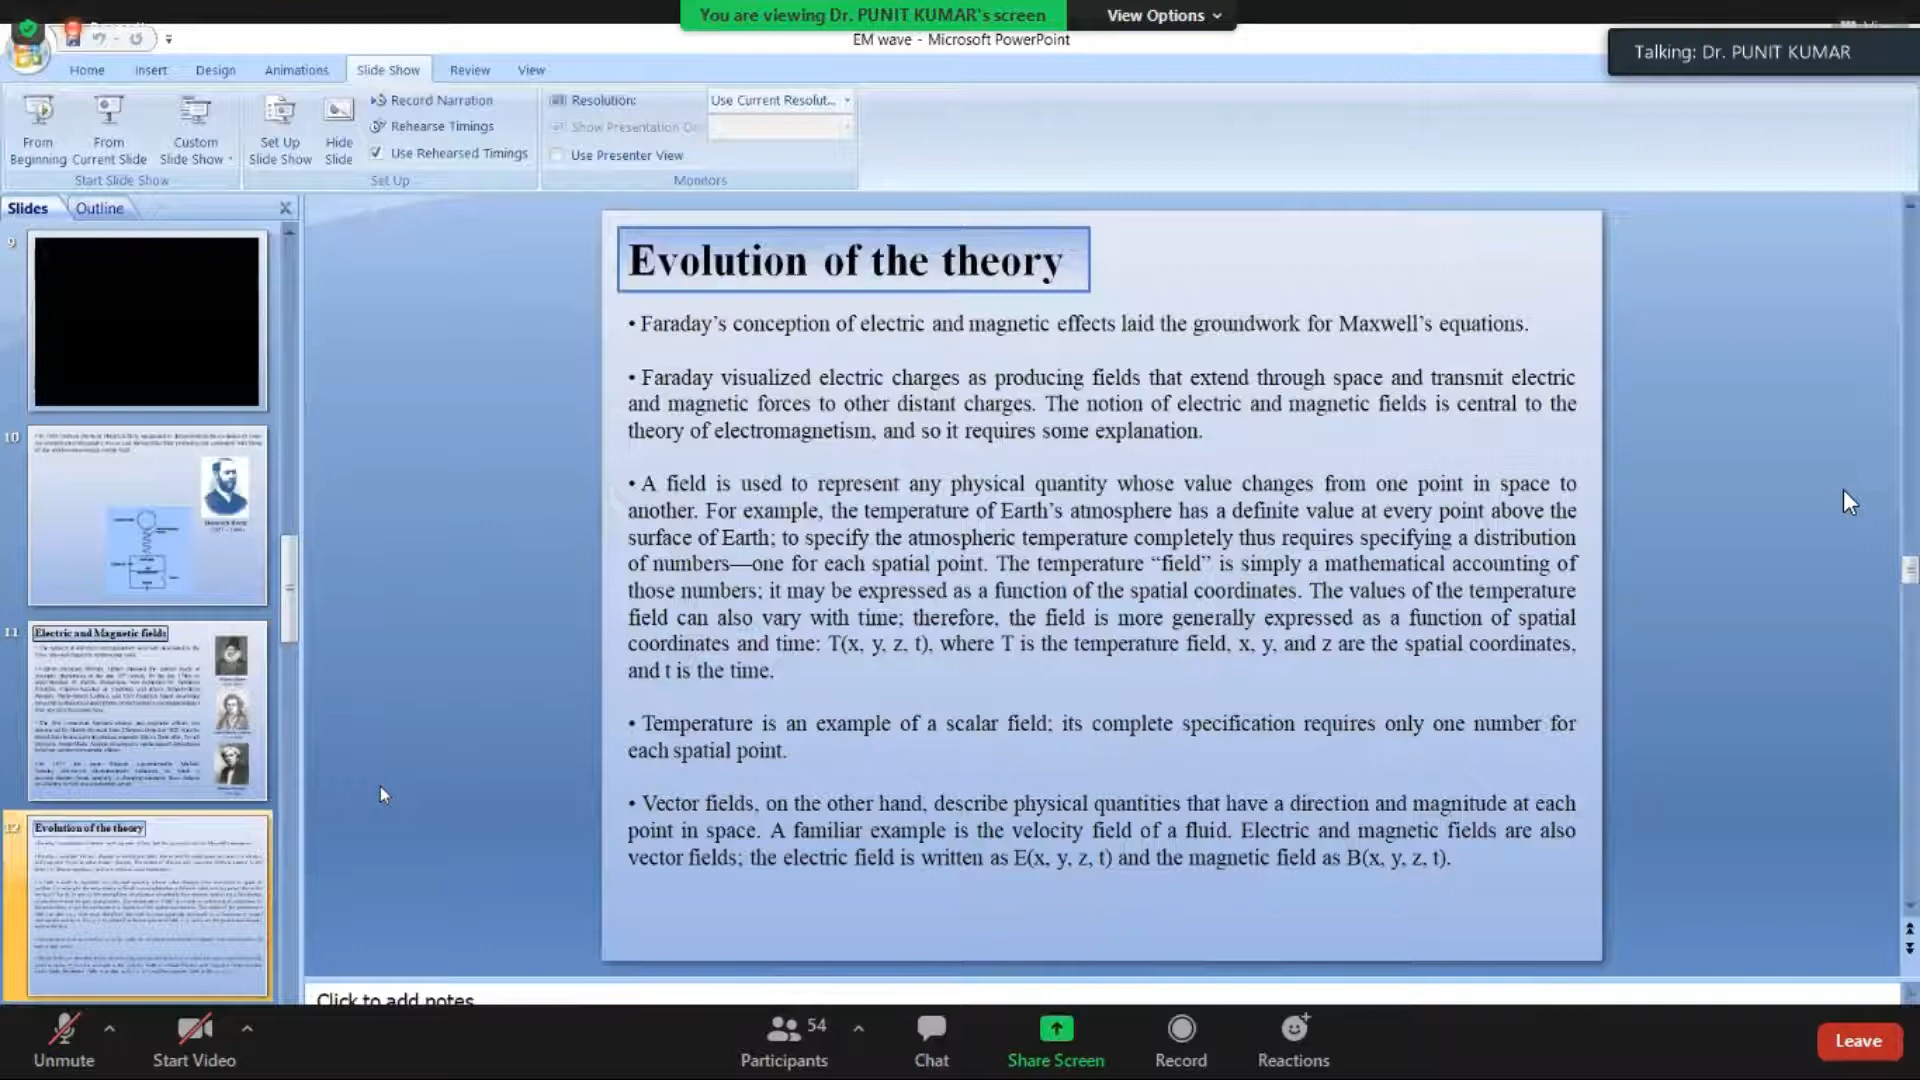 You are viewing Dr. PUNIT KUMAR's screen
View Options
EM wave - Microsoft PowerPoint
Talking: Dr. PUNIT KUMAR
Home Insert Design Animations Slide Show Review View
From Beginning
From Current Slide
Custom Slide Show
Start Slide Show
Set Up Slide Show
Hide Slide
Record Narration
Rehearse Timings
Use Rehearsed Timings
Set Up
Resolution: Use Current Resolut...
Show Presentation O
Use Presenter View
Monitors
Slides Outline X
9
10
11
Electric and Magnetic fields
12
Evolution of the theory
Evolution of the theory
• Faraday’s conception of electric and magnetic effects laid the groundwork for Maxwell’s equations.
• Faraday visualized electric charges as producing fields that extend through space and transmit electric
and magnetic forces to other distant charges. The notion of electric and magnetic fields is central to the
theory of electromagnetism, and so it requires some explanation.
• A field is used to represent any physical quantity whose value changes from one point in space to
another. For example, the temperature of Earth’s atmosphere has a definite value at every point above the
surface of Earth; to specify the atmospheric temperature completely thus requires specifying a distribution
of numbers—one for each spatial point. The temperature “field” is simply a mathematical accounting of
those numbers; it may be expressed as a function of the spatial coordinates. The values of the temperature
field can also vary with time; therefore, the field is more generally expressed as a function of spatial
coordinates and time: T(x, y, z, t), where T is the temperature field, x, y, and z are the spatial coordinates,
and t is the time.
• Temperature is an example of a scalar field; its complete specification requires only one number for
each spatial point.
• Vector fields, on the other hand, describe physical quantities that have a direction and magnitude at each
point in space. A familiar example is the velocity field of a fluid. Electric and magnetic fields are also
vector fields; the electric field is written as E(x, y, z, t) and the magnetic field as B(x, y, z, t).
Click to add notes
Unmute
Start Video
54
Participants
Chat
Share Screen
Record
Reactions
Leave